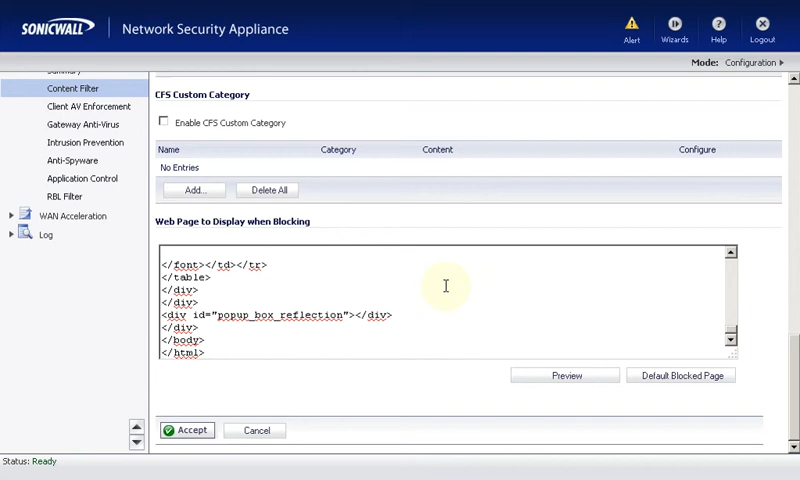 SONICWALL Network Security Appliance
Alert Wizards Help Logout
Mode: Configuration
Summary
Content Filter
Client AV Enforcement
Gateway Anti-Virus
Intrusion Prevention
Anti-Spyware
Application Control
RBL Filter
WAN Acceleration
Log
CFS Custom Category
Enable CFS Custom Category
Name Category Content Configure
No Entries
Add... Delete All
Web Page to Display when Blocking
</font></td></tr>
</table>
</div>
</div>
<div id="popup_box_reflection"></div>
</div>
</body>
</html>
Preview Default Blocked Page
Accept Cancel
Status: Ready